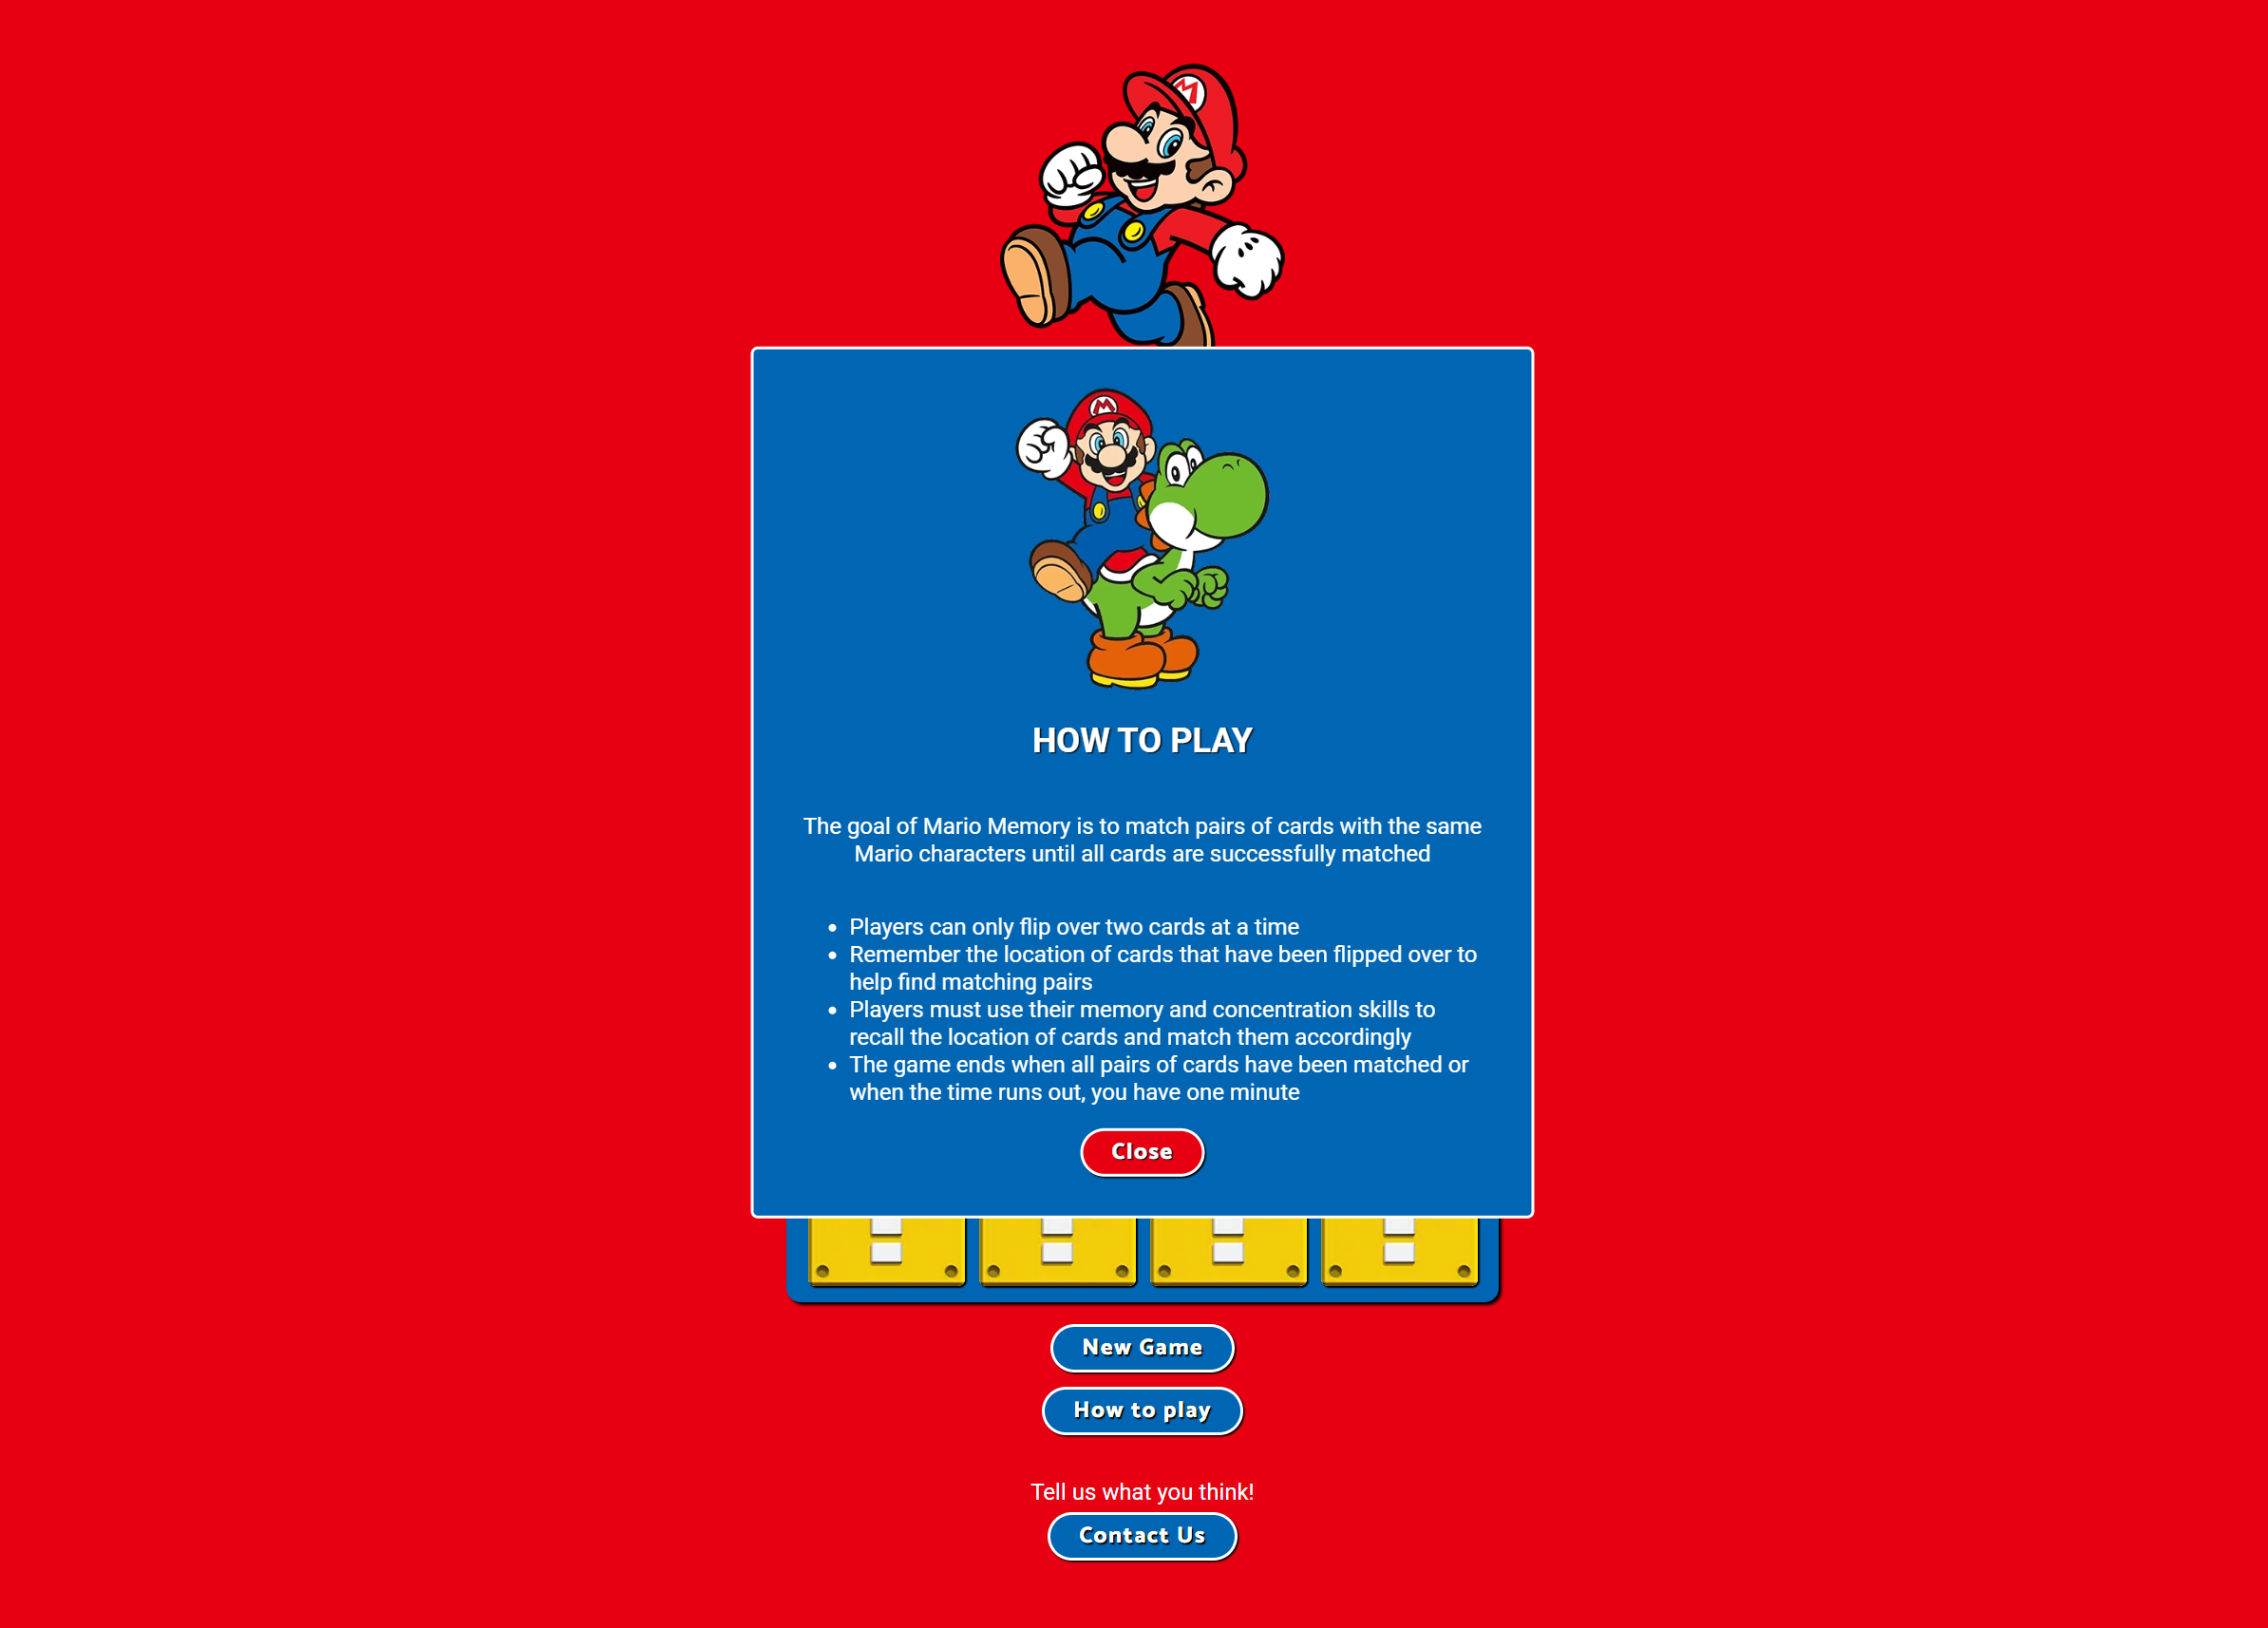 M
M
HOW TO PLAY
The goal of Mario Memory is to match pairs of cards with the same
Mario characters until all cards are successfully matched
• Players can only flip over two cards at a time
• Remember the location of cards that have been flipped over to
help find matching pairs
• Players must use their memory and concentration skills to
recall the location of cards and match them accordingly
• The game ends when all pairs of cards have been matched or
when the time runs out, you have one minute
Close
New Game
How to play
Tell us what you think!
Contact Us